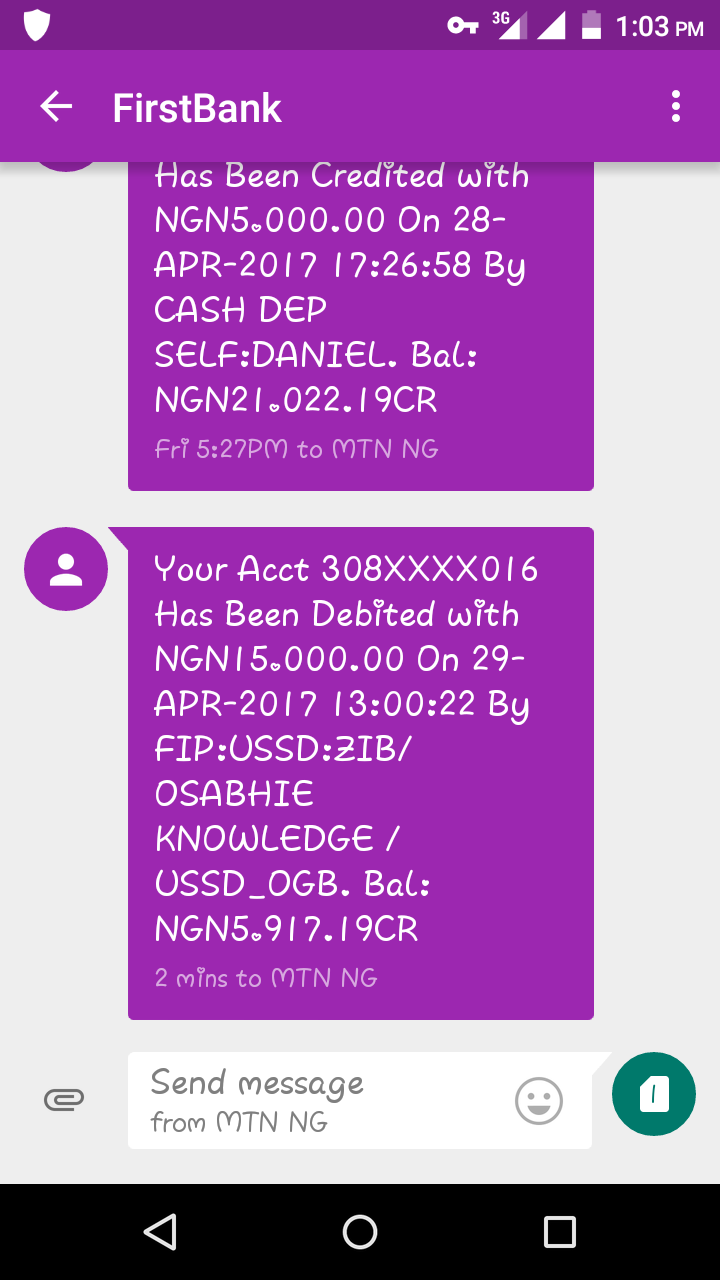 3G 1:03 PM
FirstBank
Has Been Credited with
NGN5,000.00 On 28-
APR-2017 17:26:58 By
CASH DEP
SELF:DANIEL. Bal:
NGN21,022.19CR
Fri 5:27PM to MTN NG
Your Acct 308XXXX016
Has Been Debited with
NGN15,000.00 On 29-
APR-2017 13:00:22 By
FIP:USSD:ZIB/
OSABHIE
KNOWLEDGE /
USSD_OGB. Bal:
NGN5,917.19CR
2 mins to MTN NG
Send message
from MTN NG
1